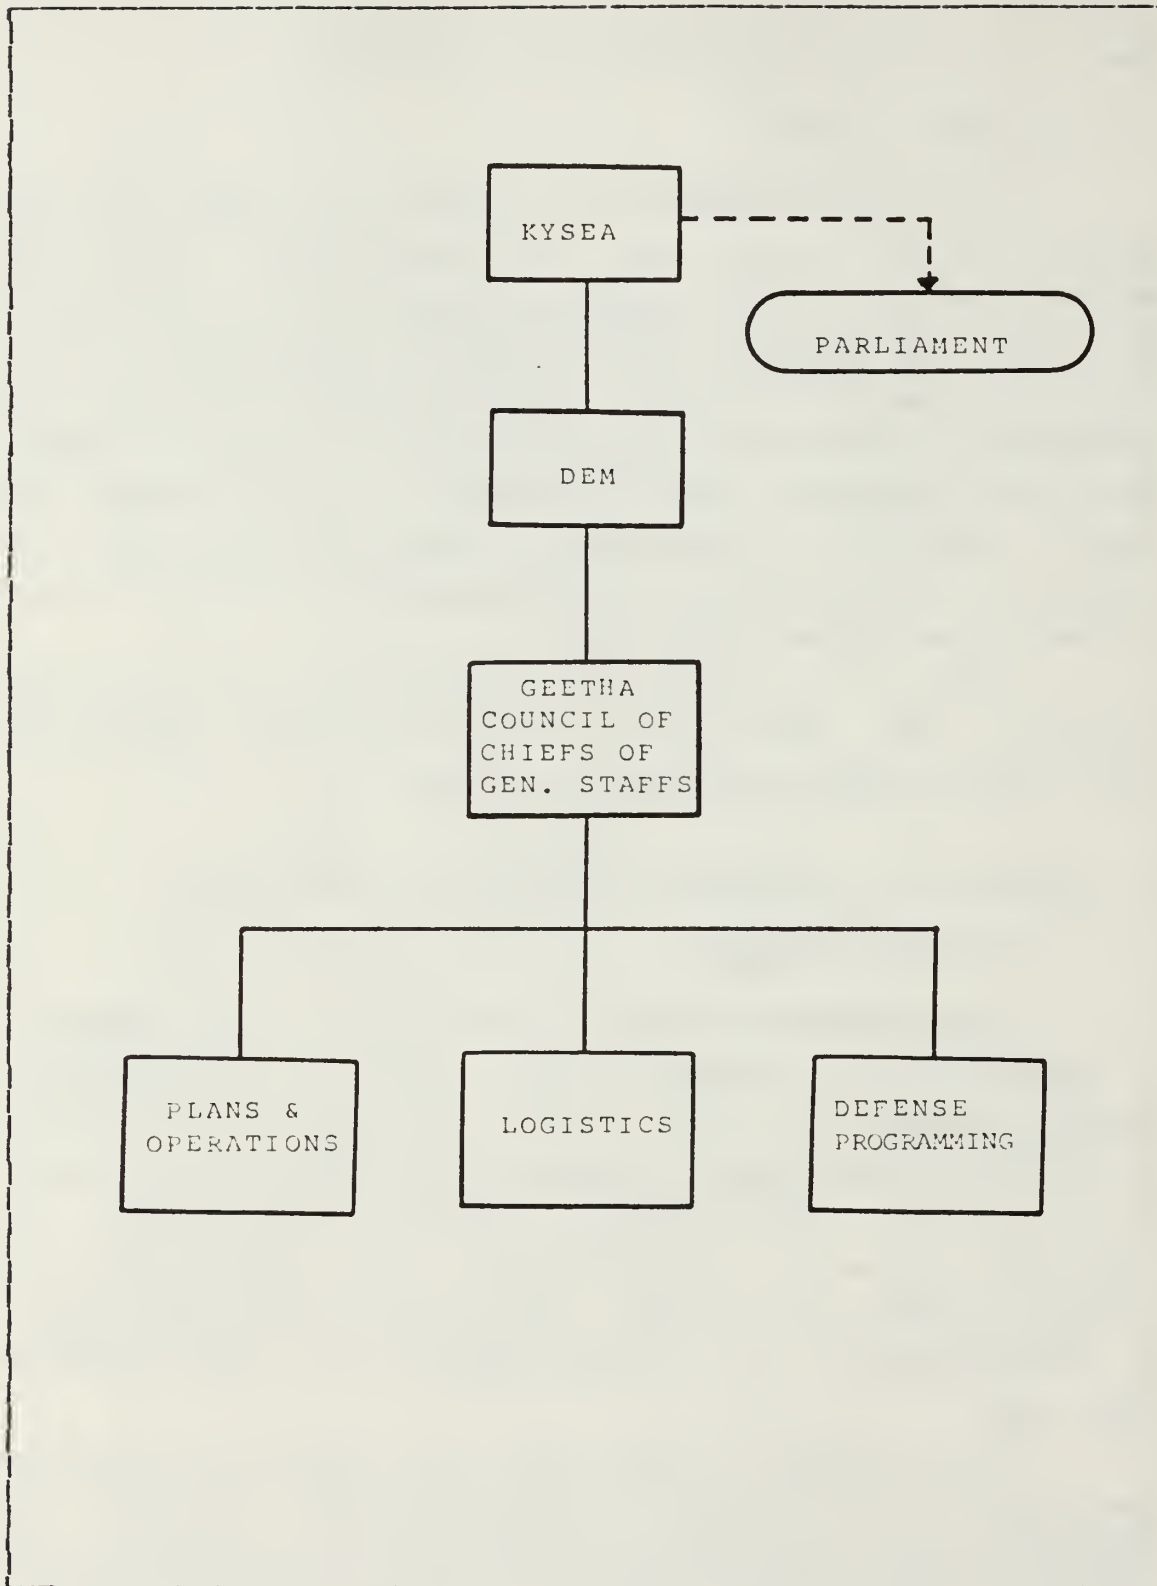 KYSEA
PARLIAMENT
DEM
GEETHA
COUNCIL OF
CHIEFS OF
GEN. STAFFS
PLANS &
OPERATIONS
LOGISTICS
DEFENSE
PROGRAMMING